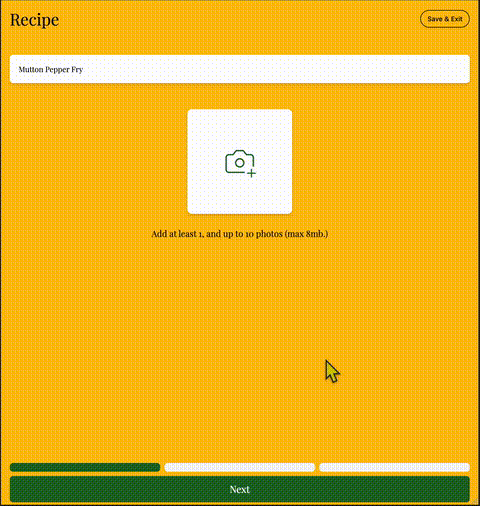 Recipe
Save & Exit
Mutton Pepper Fry
Add at least 1, and up to 10 photos (max 8mb.)
Next